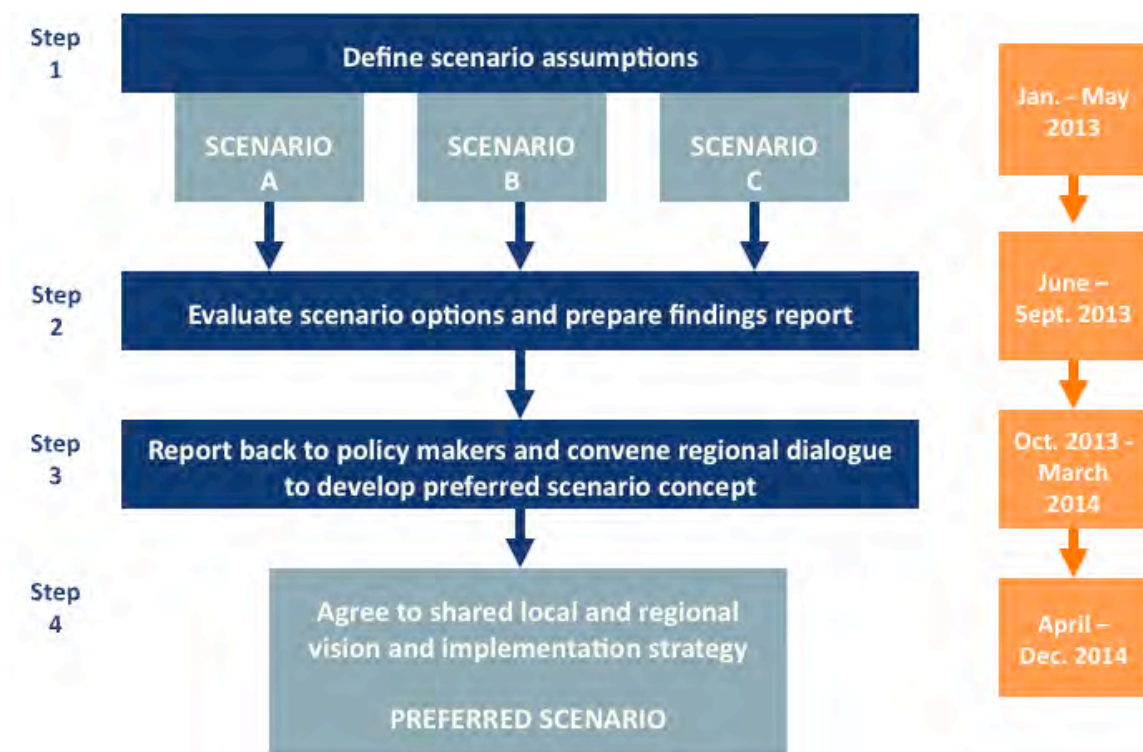 Step
1
Define scenario assumptions
SCENARIO
A
SCENARIO
B
SCENARIO
C
Jan. - May
2013
Step
2
Evaluate scenario options and prepare findings report
June –
Sept. 2013
Step
3
Report back to policy makers and convene regional dialogue
to develop preferred scenario concept
Oct. 2013 -
March
2014
Step
4
Agree to shared local and regional
vision and implementation strategy
PREFERRED SCENARIO
April –
Dec. 2014